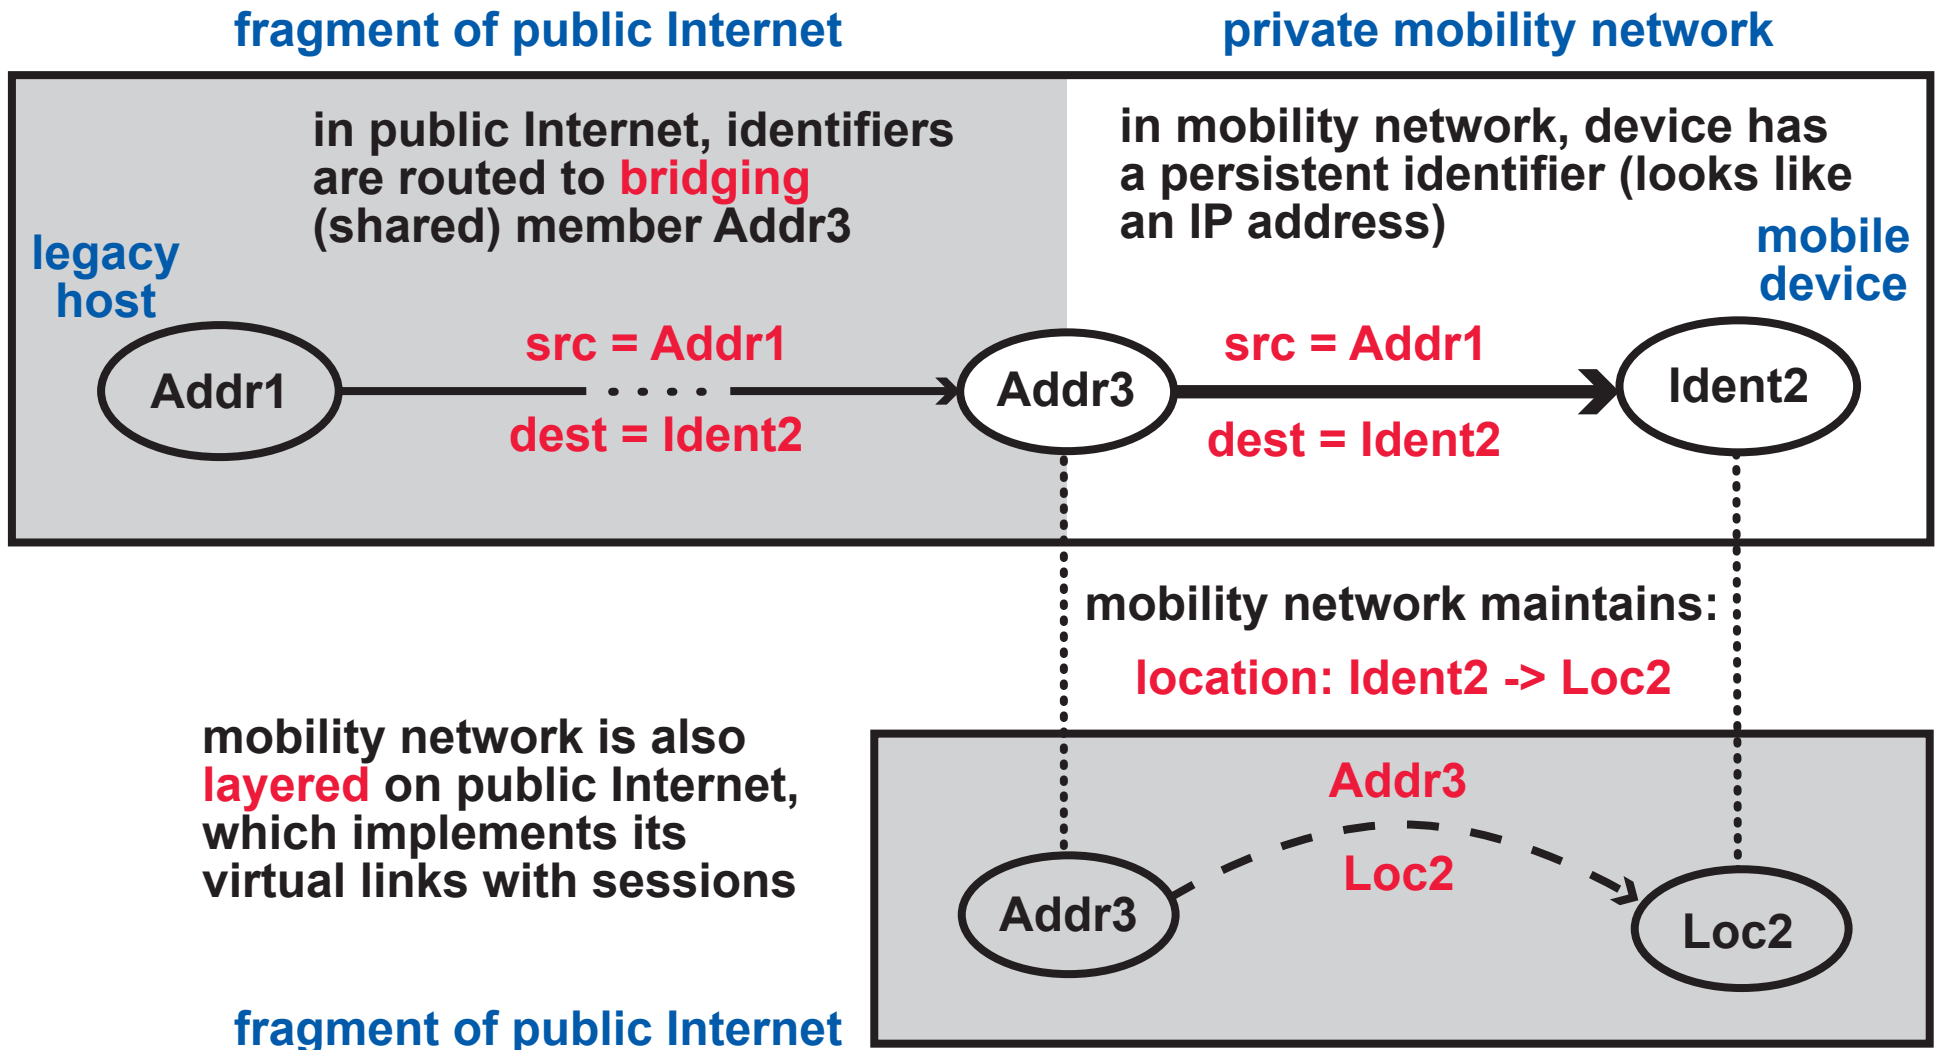 fragment of public Internet
private mobility network
in public Internet, identifiers
are routed to bridging
(shared) member Addr3
in mobility network, device has
a persistent identifier (looks like
an IP address)
legacy
host
mobile
device
src = Addr1
src = Addr1
Addr1
Addr3
Ident2
dest = Ident2
dest = Ident2
mobility network maintains:
location: Ident2 -> Loc2
mobility network is also
layered on public Internet,
which implements its
virtual links with sessions
Addr3
Loc2
Addr3
Loc2
fragment of public Internet